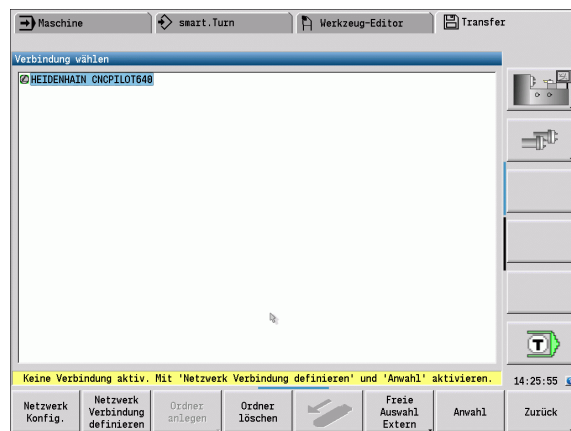 Maschine
smart.Turn
Werkzeug-Editor
Transfer
Verbindung wählen
HEIDENHAIN CNCPILOT640
T
Keine Verbindung aktiv. Mit 'Netzwerk Verbindung definieren' und 'Anwahl' aktivieren.
14:25:55
Netzwerk Konfig.
Netzwerk Verbindung definieren
Ordner anlegen
Ordner löschen
Freie Auswahl Extern
Anwahl
Zurück